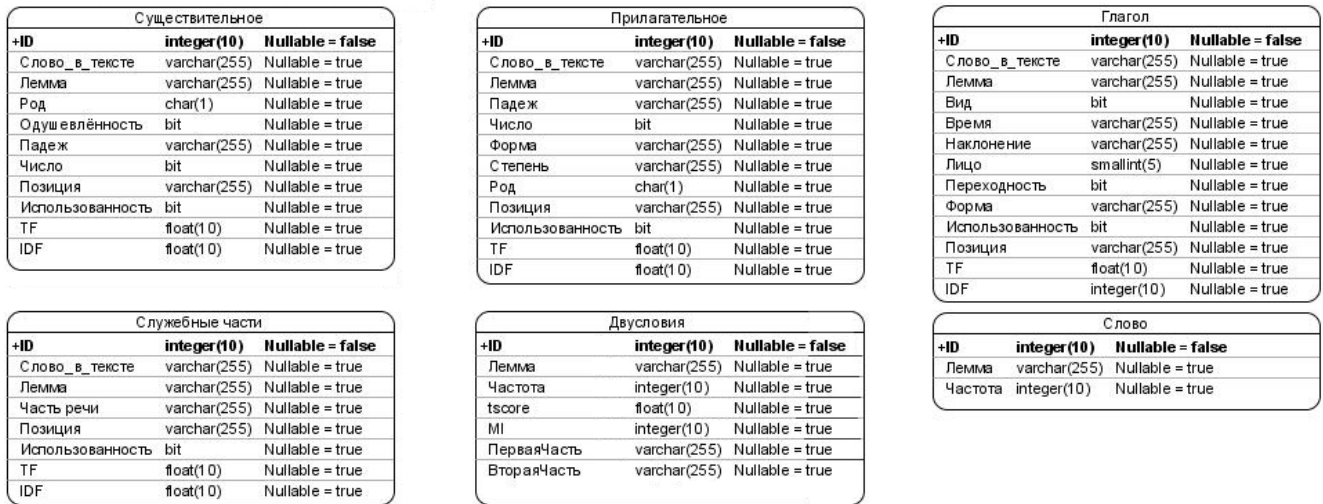 Существительное
+ID integer(10) Nullable = false
Слово_в_тексте varchar(255) Nullable = true
Лемма varchar(255) Nullable = true
Род char(1) Nullable = true
Одушевлённость bit Nullable = true
Падеж varchar(255) Nullable = true
Число bit Nullable = true
Позиция varchar(255) Nullable = true
Использованность bit Nullable = true
TF float(10) Nullable = true
IDF float(10) Nullable = true
Прилагательное
+ID integer(10) Nullable = false
Слово_в_тексте varchar(255) Nullable = true
Лемма varchar(255) Nullable = true
Падеж varchar(255) Nullable = true
Число bit Nullable = true
Форма varchar(255) Nullable = true
Степень varchar(255) Nullable = true
Род char(1) Nullable = true
Позиция varchar(255) Nullable = true
Использованность bit Nullable = true
TF float(10) Nullable = true
IDF float(10) Nullable = true
Глагол
+ID integer(10) Nullable = false
Слово_в_тексте varchar(255) Nullable = true
Лемма varchar(255) Nullable = true
Вид bit Nullable = true
Время varchar(255) Nullable = true
Наклонение varchar(255) Nullable = true
Лицо smallint(5) Nullable = true
Переходность bit Nullable = true
Форма varchar(255) Nullable = true
Использованность bit Nullable = true
Позиция varchar(255) Nullable = true
TF float(10) Nullable = true
IDF integer(10) Nullable = true
Служебные части
+ID integer(10) Nullable = false
Слово_в_тексте varchar(255) Nullable = true
Лемма varchar(255) Nullable = true
Часть речи varchar(255) Nullable = true
Позиция varchar(255) Nullable = true
Использованность bit Nullable = true
TF float(10) Nullable = true
IDF float(10) Nullable = true
Двусловия
+ID integer(10) Nullable = false
Лемма varchar(255) Nullable = true
Частота integer(10) Nullable = true
tscore float(10) Nullable = true
MI integer(10) Nullable = true
ПерваяЧасть varchar(255) Nullable = true
ВтораяЧасть varchar(255) Nullable = true
Слово
+ID integer(10) Nullable = false
Лемма varchar(255) Nullable = true
Частота integer(10) Nullable = true